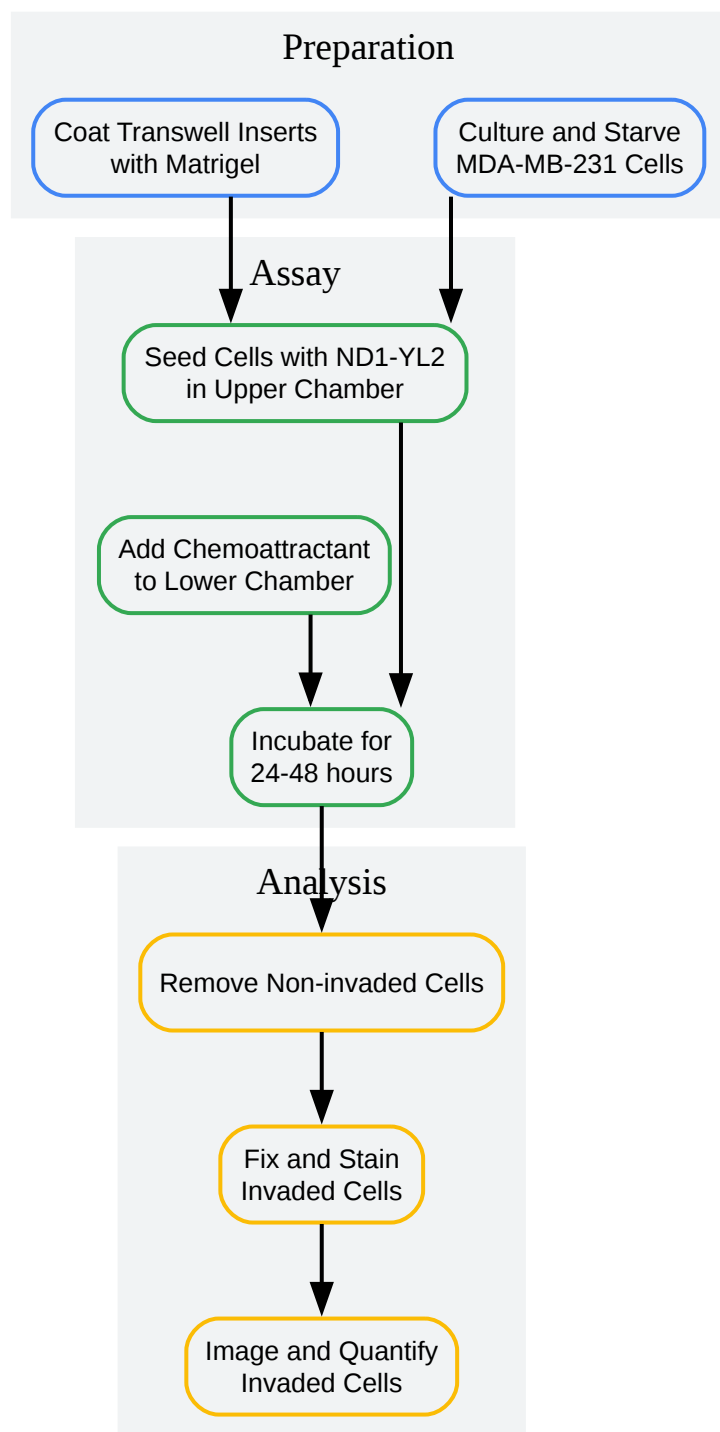 Preparation
Coat Transwell Inserts
with Matrigel
Culture and Starve
MDA-MB-231 Cells
Assay
Seed Cells with ND1-YL2
in Upper Chamber
Add Chemoattractant
to Lower Chamber
Incubate for
24-48 hours
Analysis
Remove Non-invaded Cells
Fix and Stain
Invaded Cells
Image and Quantify
Invaded Cells